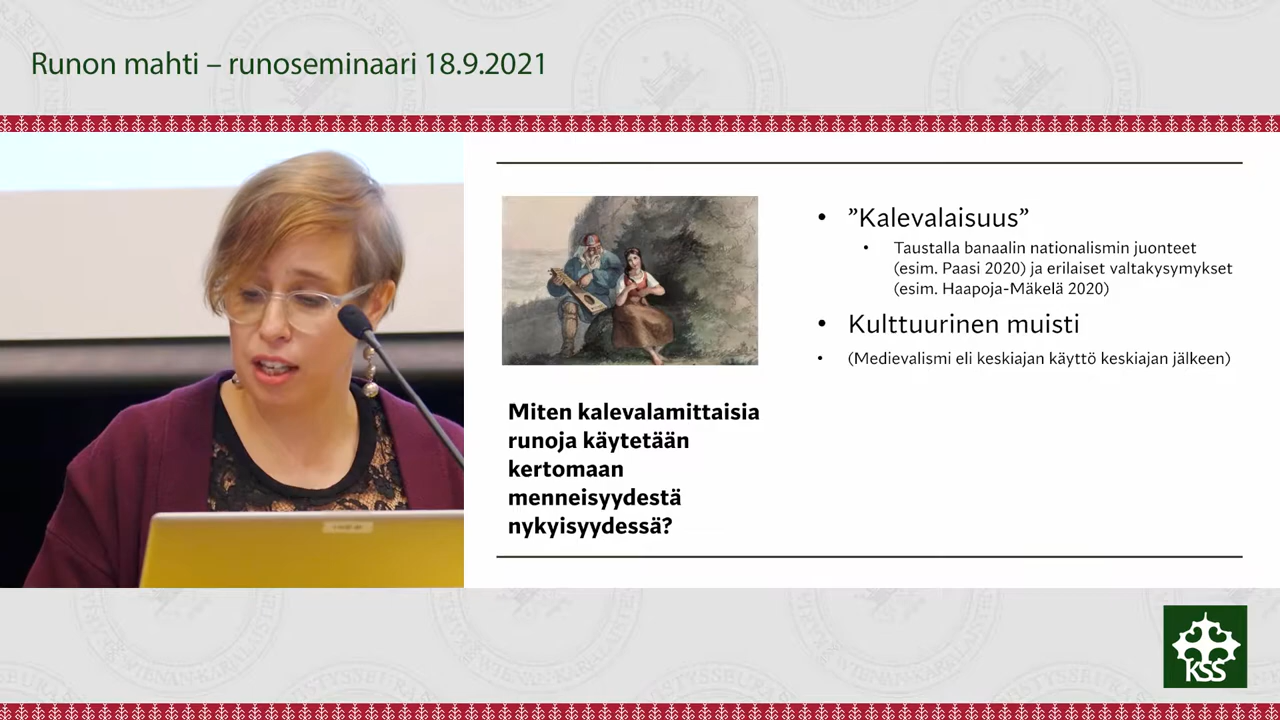 Runon mahti – runoseminaari 18.9.2021
Miten kalevalamittaisia
runoja käytetään
kertomaan
menneisyydestä
nykyisyydessä?
• ”Kalevalaisuus”
• Taustalla banaalin nationalismin juonteet
(esim. Paasi 2020) ja erilaiset valtakysymykset
(esim. Haapoja-Mäkelä 2020)
• Kulttuurinen muisti
• (Medievalismi eli keskiajan käyttö keskiajan jälkeen)
KSS